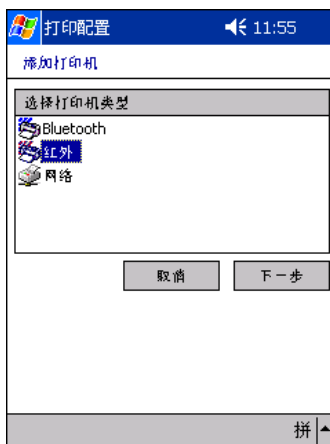 打印配置 11:55
添加打印机
选择打印机类型
Bluetooth
红外
网络
取消 下一步
拼